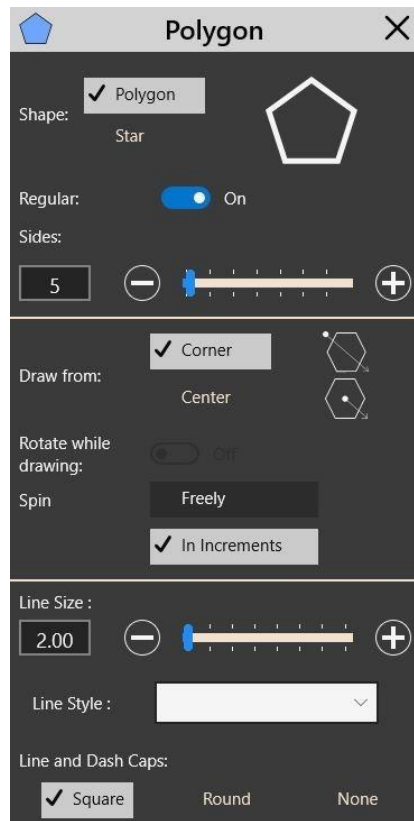 Polygon
Shape:
Polygon
Star
Regular:
On
Sides:
5
Draw from:
Corner
Center
Rotate while
drawing:
Off
Spin
Freely
In Increments
Line Size :
2.00
Line Style :
Line and Dash Caps:
Square Round None